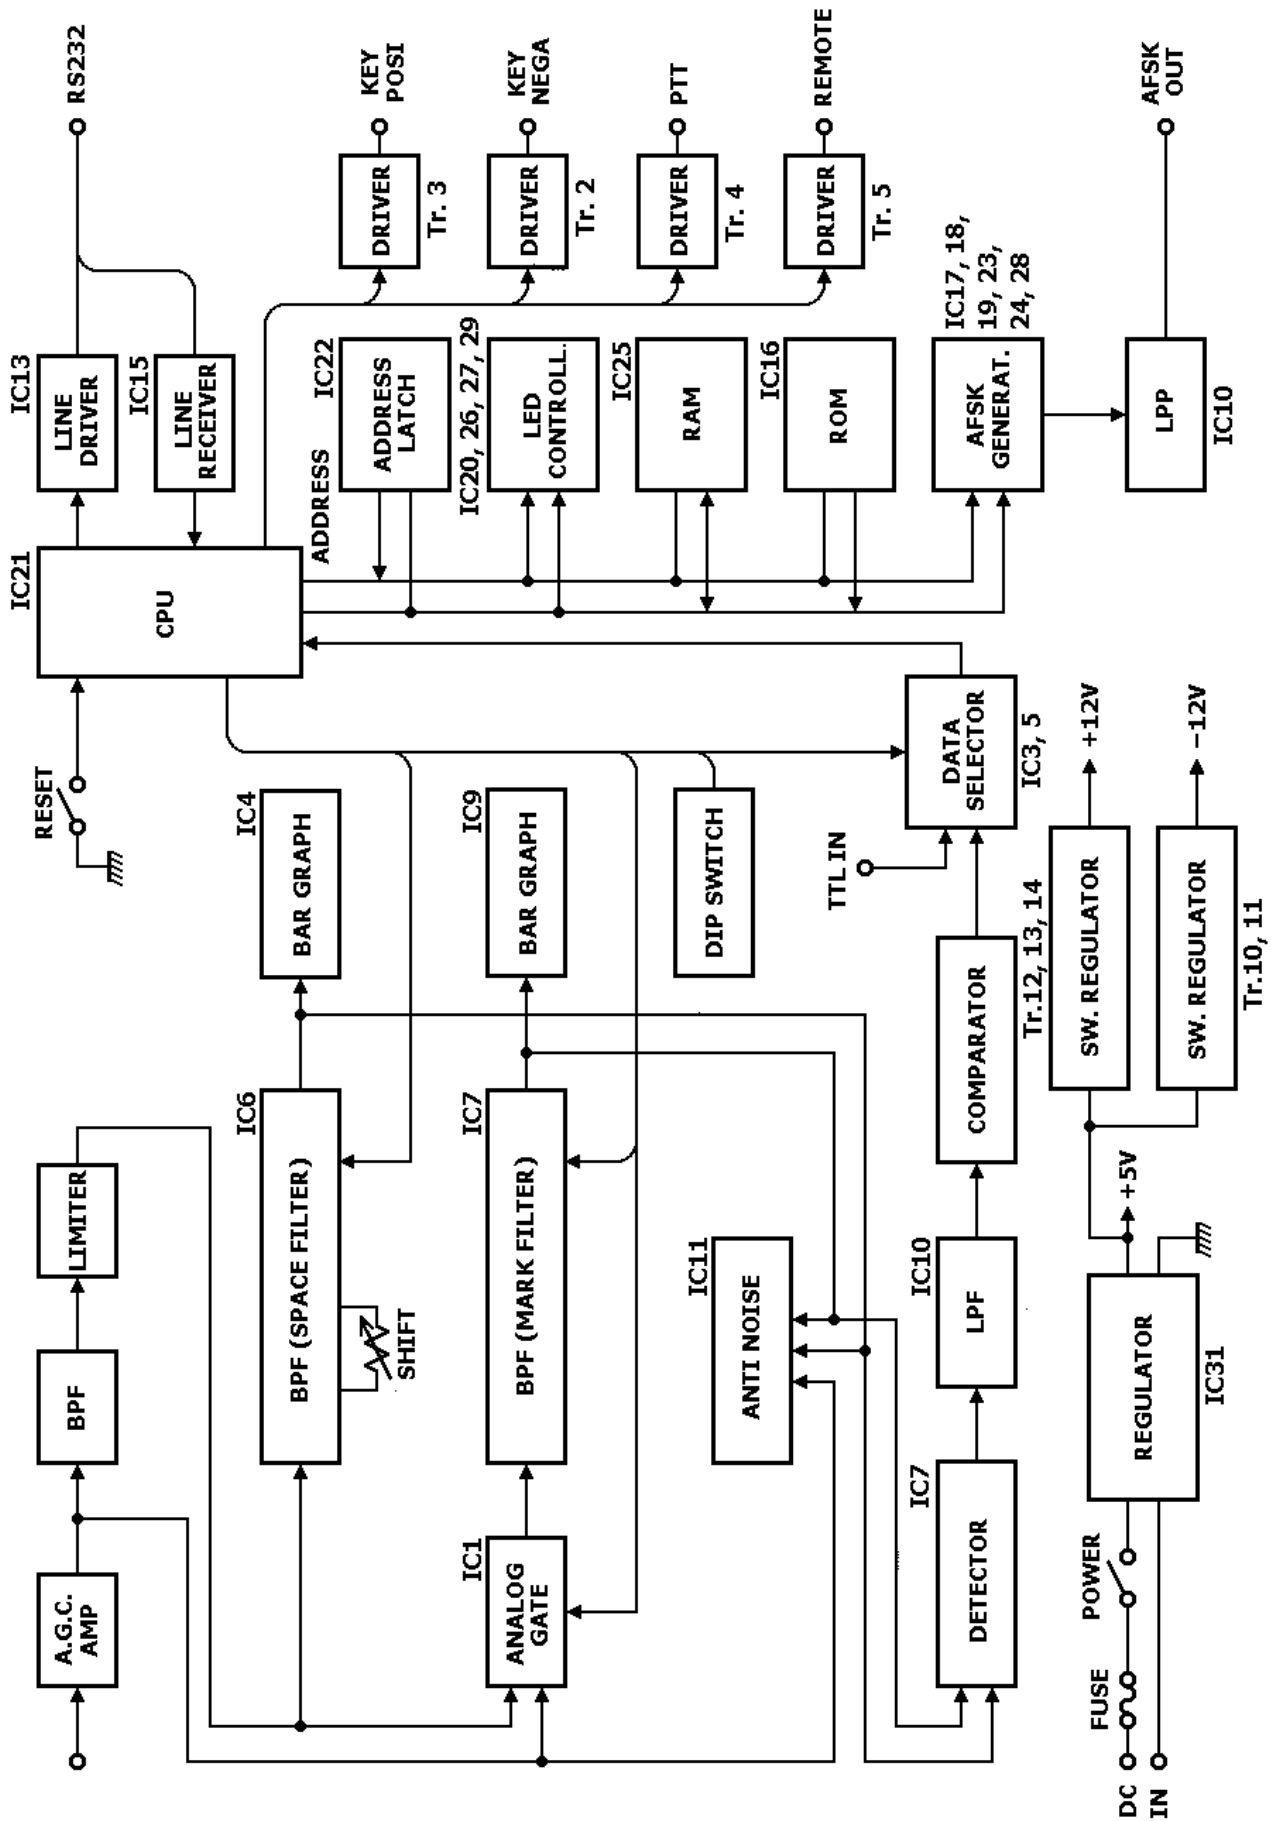 A.G.C.
AMP
BPF
LIMITER
RESET
IC21
CPU
IC13
LINE
DRIVER
RS232
IC15
LINE
RECEIVER
IC6
BPF (SPACE FILTER)
SHIFT
IC4
BAR GRAPH
ADDRESS
IC22
ADDRESS
LATCH
DRIVER
Tr. 3
KEY
POSI
IC1
ANALOG
GATE
IC7
BPF (MARK FILTER)
IC9
BAR GRAPH
IC20, 26, 27, 29
LED
CONTROLL.
DRIVER
Tr. 2
KEY
NEGA
IC11
ANTI NOISE
DIP SWITCH
IC25
RAM
DRIVER
Tr. 4
PTT
IC16
ROM
DRIVER
Tr. 5
REMOTE
TTL IN
IC7
DETECTOR
IC10
LPF
COMPARATOR
DATA
SELECTOR
IC3, 5
AFSK
GENERAT.
IC17, 18,
19, 23,
24, 28
Tr.12, 13, 14
SW. REGULATOR
+12V
LPP
IC10
AFSK
OUT
DC
IN
FUSE
POWER
REGULATOR
IC31
+5V
SW. REGULATOR
Tr.10, 11
-12V